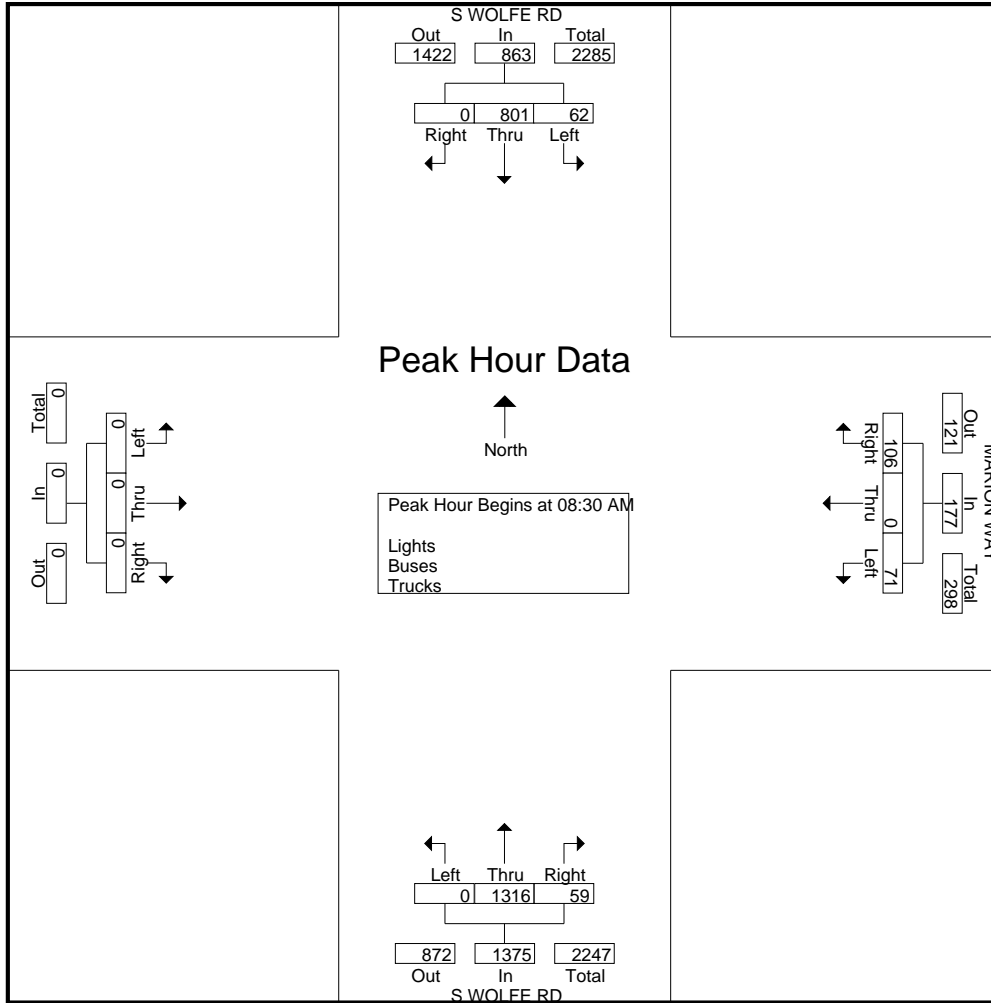 S WOLFE RD
Out In Total
1422 863 2285
0 801 62
Right Thru Left
Peak Hour Data
North
Peak Hour Begins at 08:30 AM
Lights
Buses
Trucks
Total In Out
0 0 0
0 0 0
Left Thru Right
MARION WAY
Out In Total
121 177 298
106 0 71
Right Thru Left
Left Thru Right
0 1316 59
872 1375 2247
Out In Total
S WOLFE RD